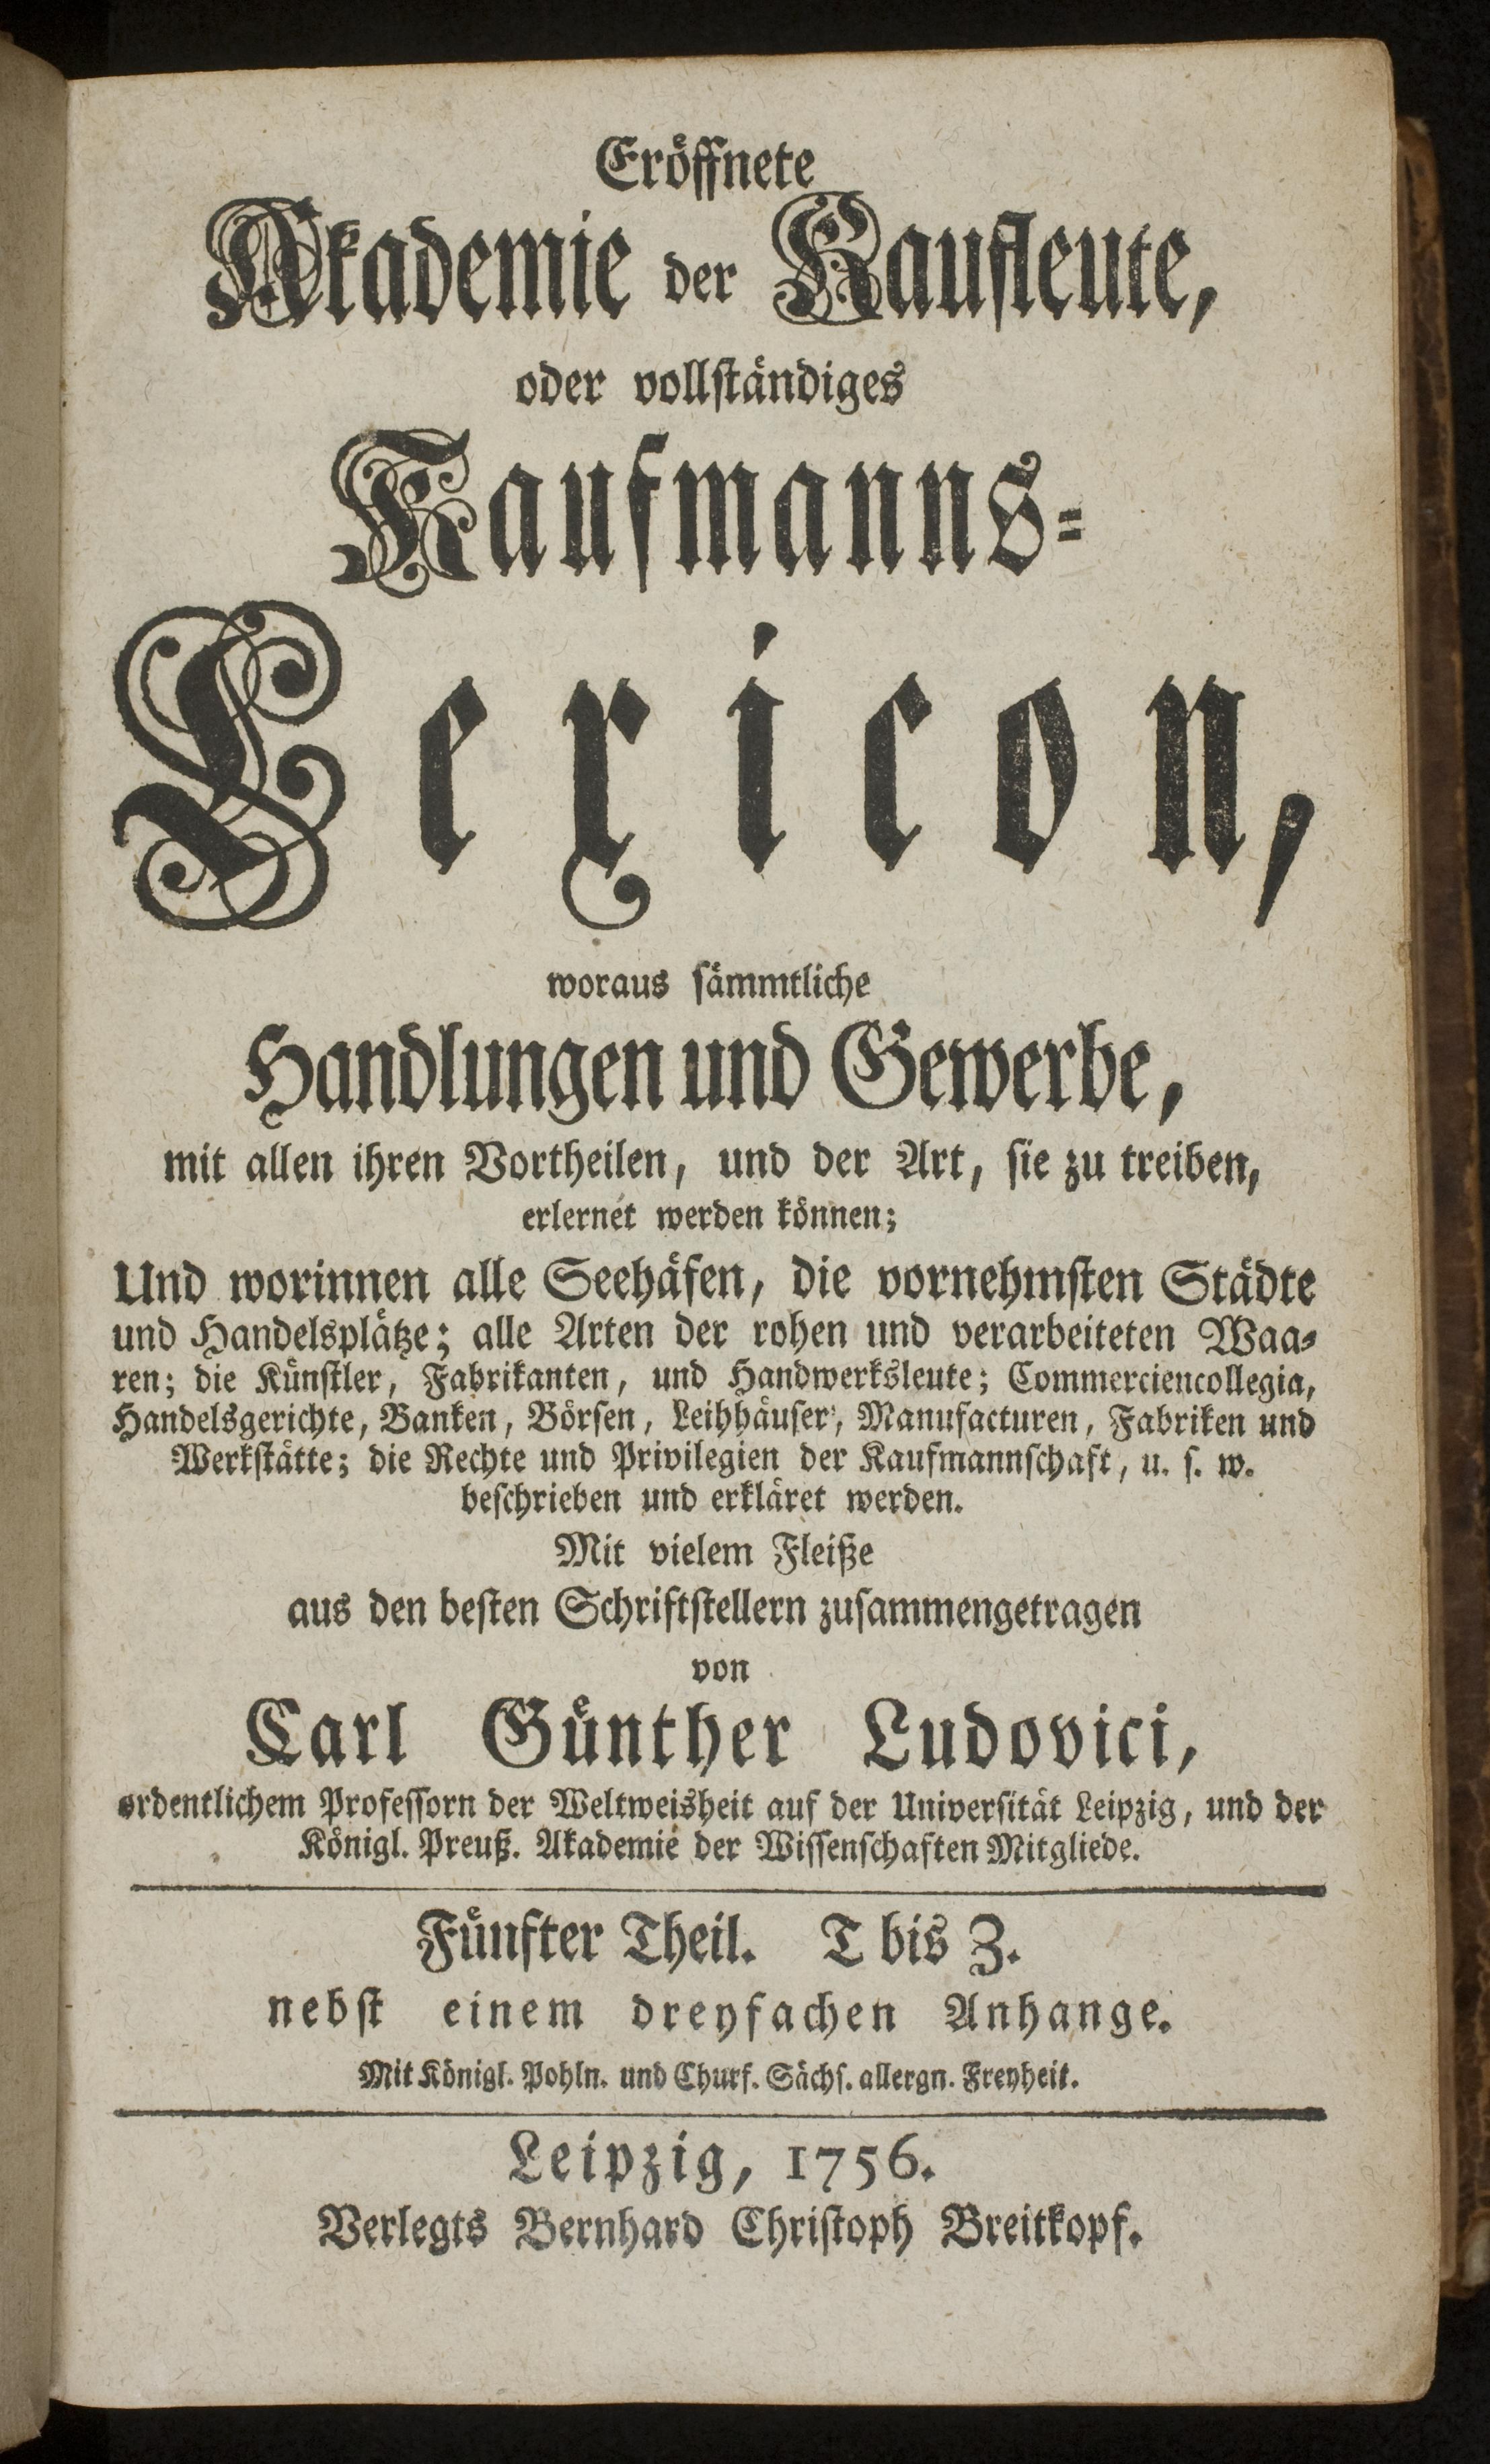 Eröffnete
Akademie der Kaufleute,
oder vollſtändiges
Kaufmanns-
Lexicon,
woraus ſämmtliche
Handlungen und Gewerbe,
mit allen ihren Vortheilen, und der Art, ſie zu treiben,
erlernet werden können;
Und worinnen alle Seehäfen, die vornehmſten Städte
und Handelsplätze; alle Arten der rohen und verarbeiteten Waa-
ren; die Künſtler, Fabrikanten, und Handwerksleute; Commerciencollegia,
Handelsgerichte, Banken, Börſen, Leihhäuſer, Manufacturen, Fabriken und
Werkſtätte; die Rechte und Privilegien der Kaufmannſchaft, u. ſ. w.
beſchrieben und erkläret werden.
Mit vielem Fleiße
aus den beſten Schriftſtellern zuſammengetragen
von
Carl Günther Ludovici,
ordentlichem Profeſſorn der Weltweisheit auf der Univerſität Leipzig, und der
Königl. Preuß. Akademie der Wiſſenſchaften Mitgliede.
Fünfter Theil. T bis Z.
nebſt einem dreyfachen Anhange.
Mit Königl. Pohln. und Churf. Sächſ. allergn. Freyheit.
Leipzig, 1756.
Verlegts Bernhard Chriſtoph Breitkopf.